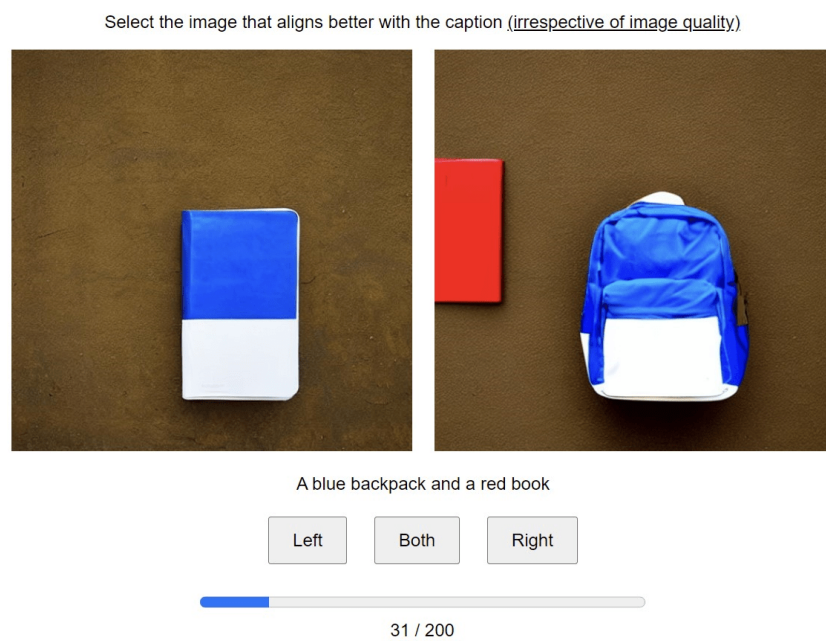 Select the image that aligns better with the caption (irrespective of image quality)
A blue backpack and a red book
Left
Both
Right
31 / 200